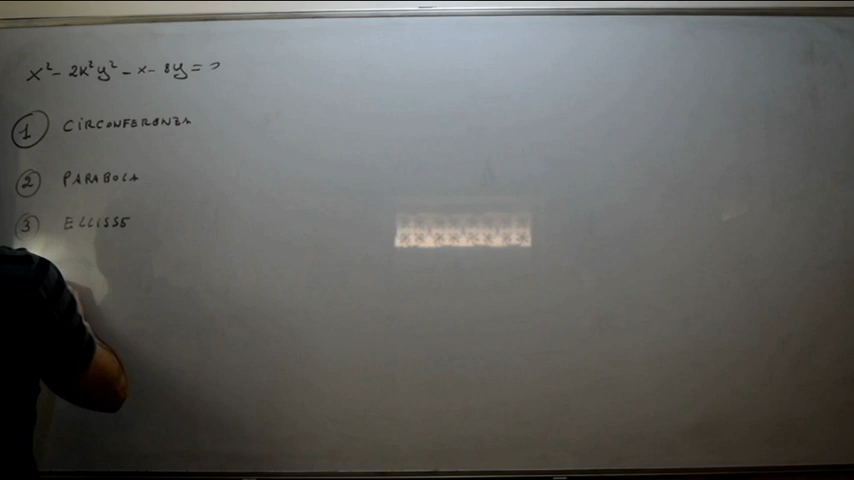 x² - 2k²y² - x - 8y =
1 CIRCONFERENZA
2 PARABOLA
3 ELLISSE